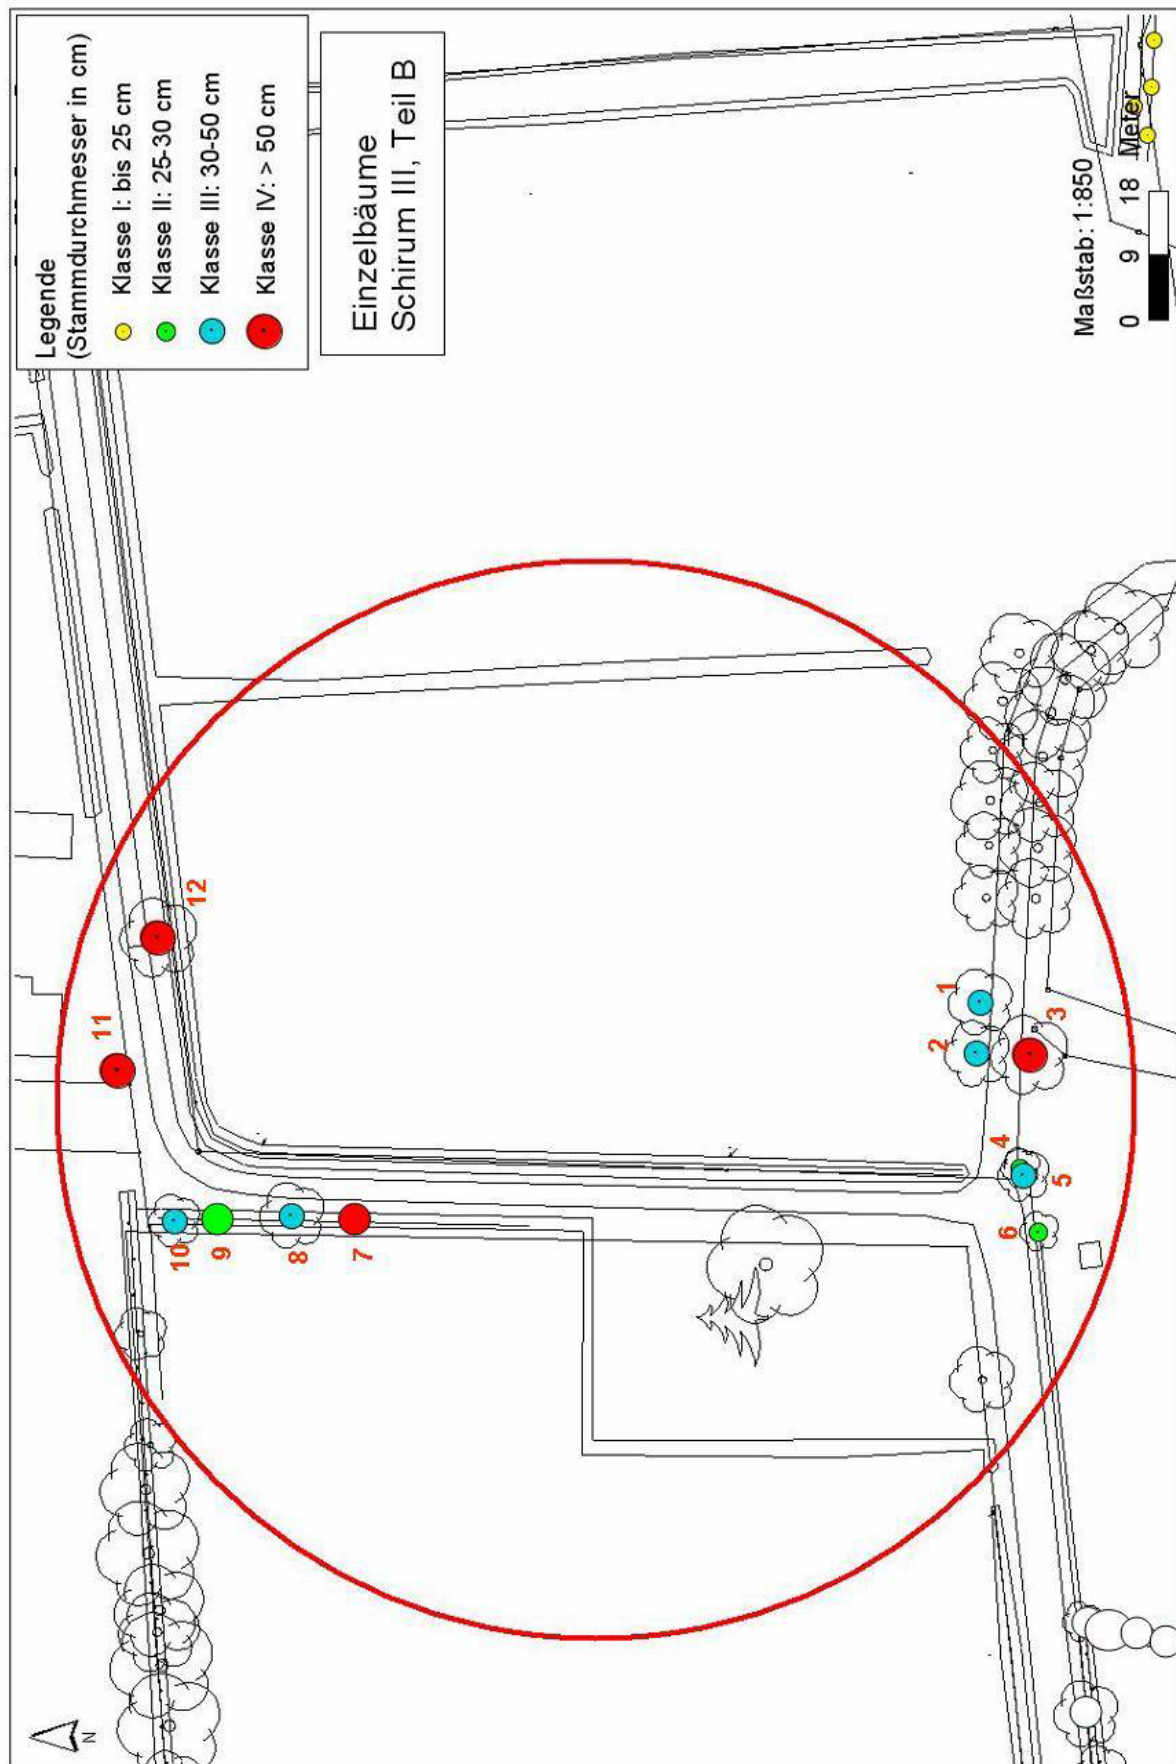 Legende
(Stammdurchmesser in cm)
Klasse I: bis 25 cm
Klasse II: 25-30 cm
Klasse III: 30-50 cm
Klasse IV: > 50 cm
Einzelbäume
Schirum III, Teil B
N
10
9
8
7
11
12
6
5
4
2
3
1
Maßstab: 1:850
0 9 18 Meter